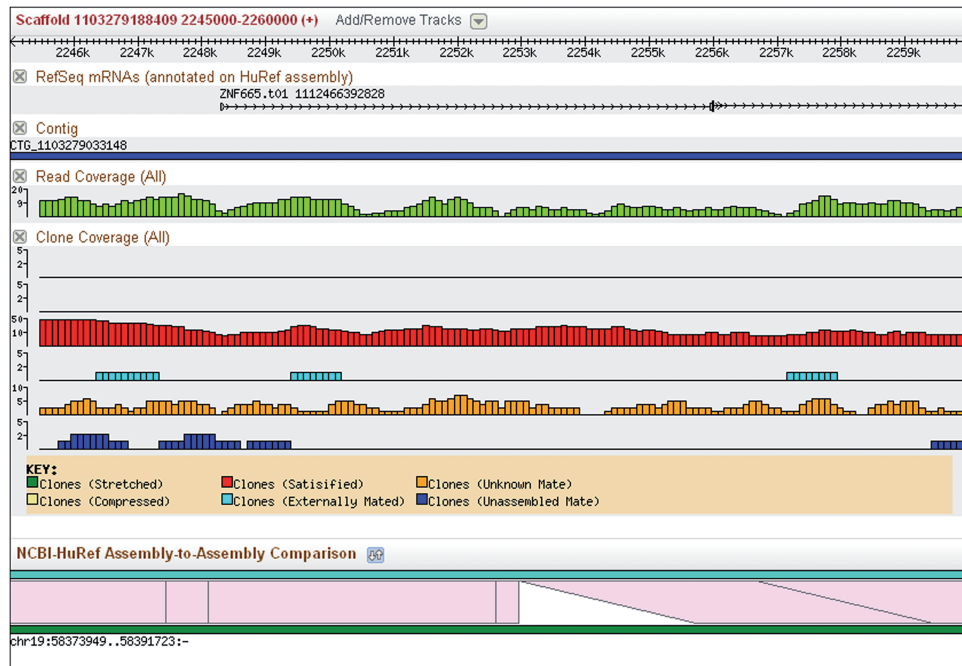 Scaffold 1103279188409 2245000-2260000 (+) Add/Remove Tracks
2246k 2247k 2248k 2249k 2250k 2251k 2252k 2253k 2254k 2255k 2256k 2257k 2258k 2259k
RefSeq mRNAs (annotated on HuRef assembly)
ZNF665.t01 1112466392828
Contig
CTG_1103279033148
Read Coverage (All)
20
9
Clone Coverage (All)
5
2
5
2
50
10
5
2
10
5
5
2
KEY:
Clones (Stretched) Clones (Satisified) Clones (Unknown Mate)
Clones (Compressed) Clones (Externally Mated) Clones (Unassembled Mate)
NCBI-HuRef Assembly-to-Assembly Comparison
chr19:58373949..58391723:-